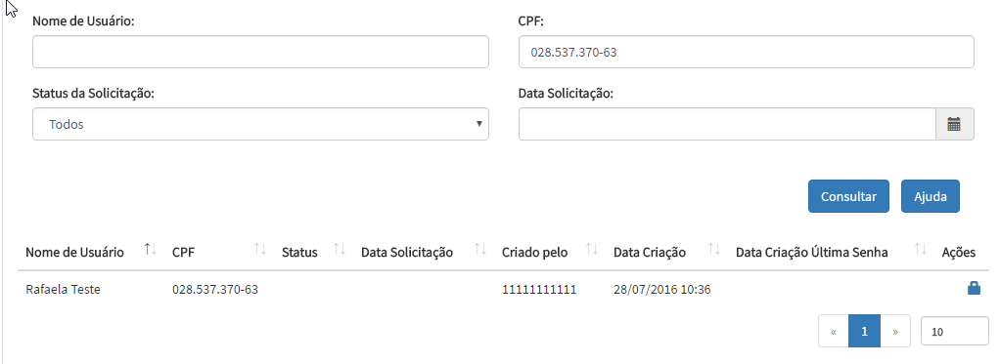 Nome de Usuário: CPF:
028.537.370-63
Status da Solicitação: Data Solicitação:
Todos
Consultar Ajuda
Nome de Usuário CPF Status Data Solicitação Criado pelo Data Criação Data Criação Última Senha Ações
Rafaela Teste 028.537.370-63 11111111111 28/07/2016 10:36
« 1 » 10